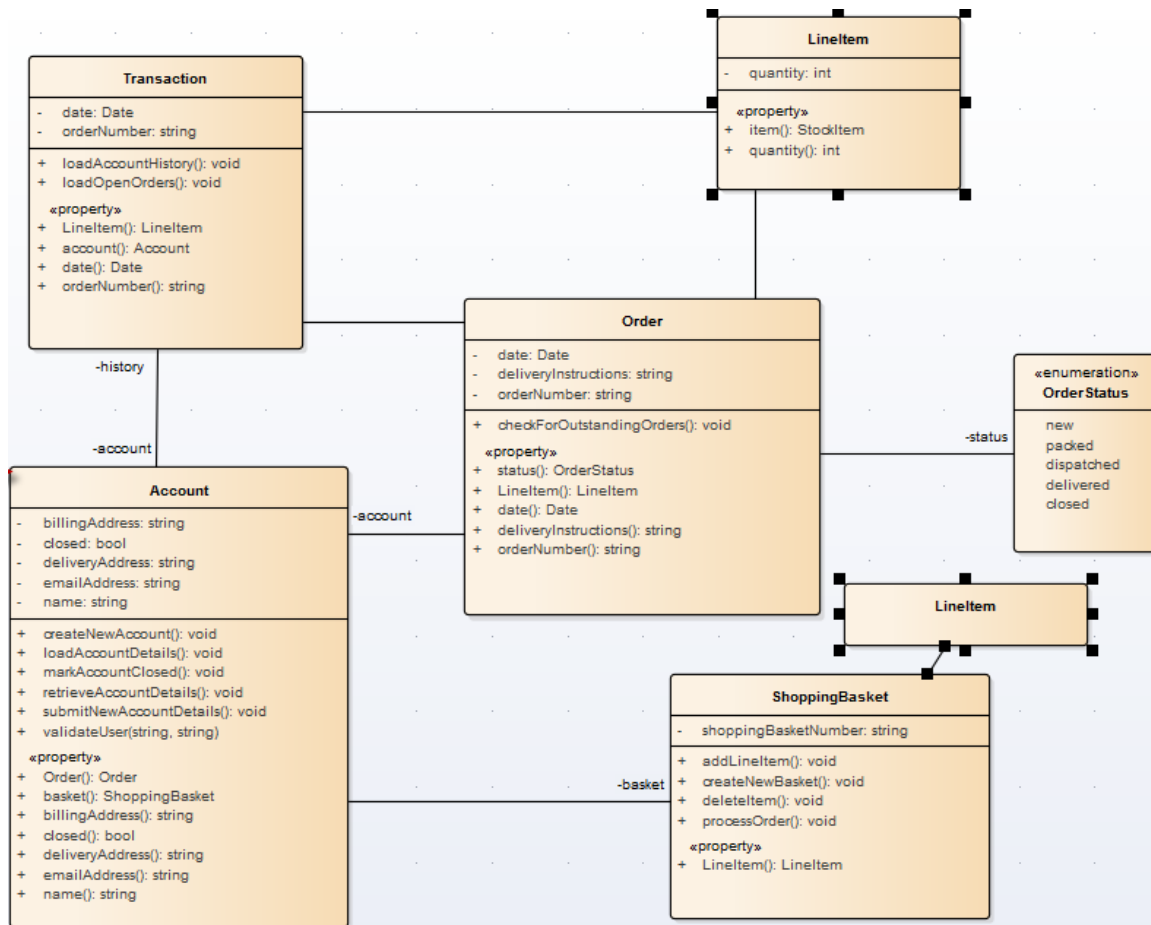 LineItem
- quantity: int
«property»
+ item(): StockItem
+ quantity(): int
Transaction
- date: Date
- orderNumber: string
+ loadAccountHistory(): void
+ loadOpenOrders(): void
«property»
+ LineItem(): LineItem
+ account(): Account
+ date(): Date
+ orderNumber(): string
-history
-account
Order
- date: Date
- deliveryInstructions: string
- orderNumber: string
+ checkForOutstandingOrders(): void
«property»
+ status(): OrderStatus
+ LineItem(): LineItem
+ date(): Date
+ deliveryInstructions(): string
+ orderNumber(): string
-status
«enumeration»
OrderStatus
new
packed
dispatched
delivered
closed
-account
Account
- billingAddress: string
- closed: bool
- deliveryAddress: string
- emailAddress: string
- name: string
+ createNewAccount(): void
+ loadAccountDetails(): void
+ markAccountClosed(): void
+ retrieveAccountDetails(): void
+ submitNewAccountDetails(): void
+ validateUser(string, string)
«property»
+ Order(): Order
+ basket(): ShoppingBasket
+ billingAddress(): string
+ closed(): bool
+ deliveryAddress(): string
+ emailAddress(): string
+ name(): string
-basket
LineItem
ShoppingBasket
- shoppingBasketNumber: string
+ addLineItem(): void
+ createNewBasket(): void
+ deleteItem(): void
+ processOrder(): void
«property»
+ LineItem(): LineItem